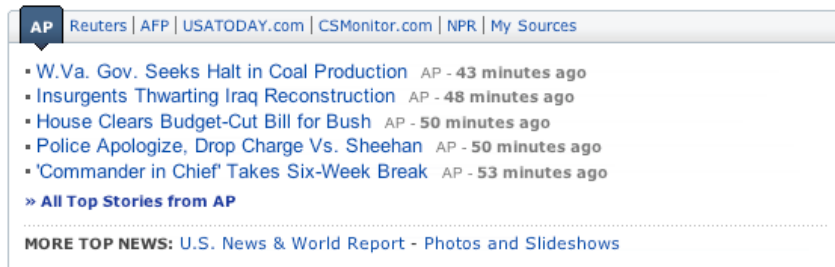 AP Reuters | AFP | USATODAY.com | CSMonitor.com | NPR | My Sources
▪ W.Va. Gov. Seeks Halt in Coal Production AP - 43 minutes ago
▪ Insurgents Thwarting Iraq Reconstruction AP - 48 minutes ago
▪ House Clears Budget-Cut Bill for Bush AP - 50 minutes ago
▪ Police Apologize, Drop Charge Vs. Sheehan AP - 50 minutes ago
▪ 'Commander in Chief' Takes Six-Week Break AP - 53 minutes ago
» All Top Stories from AP
MORE TOP NEWS: U.S. News & World Report - Photos and Slideshows